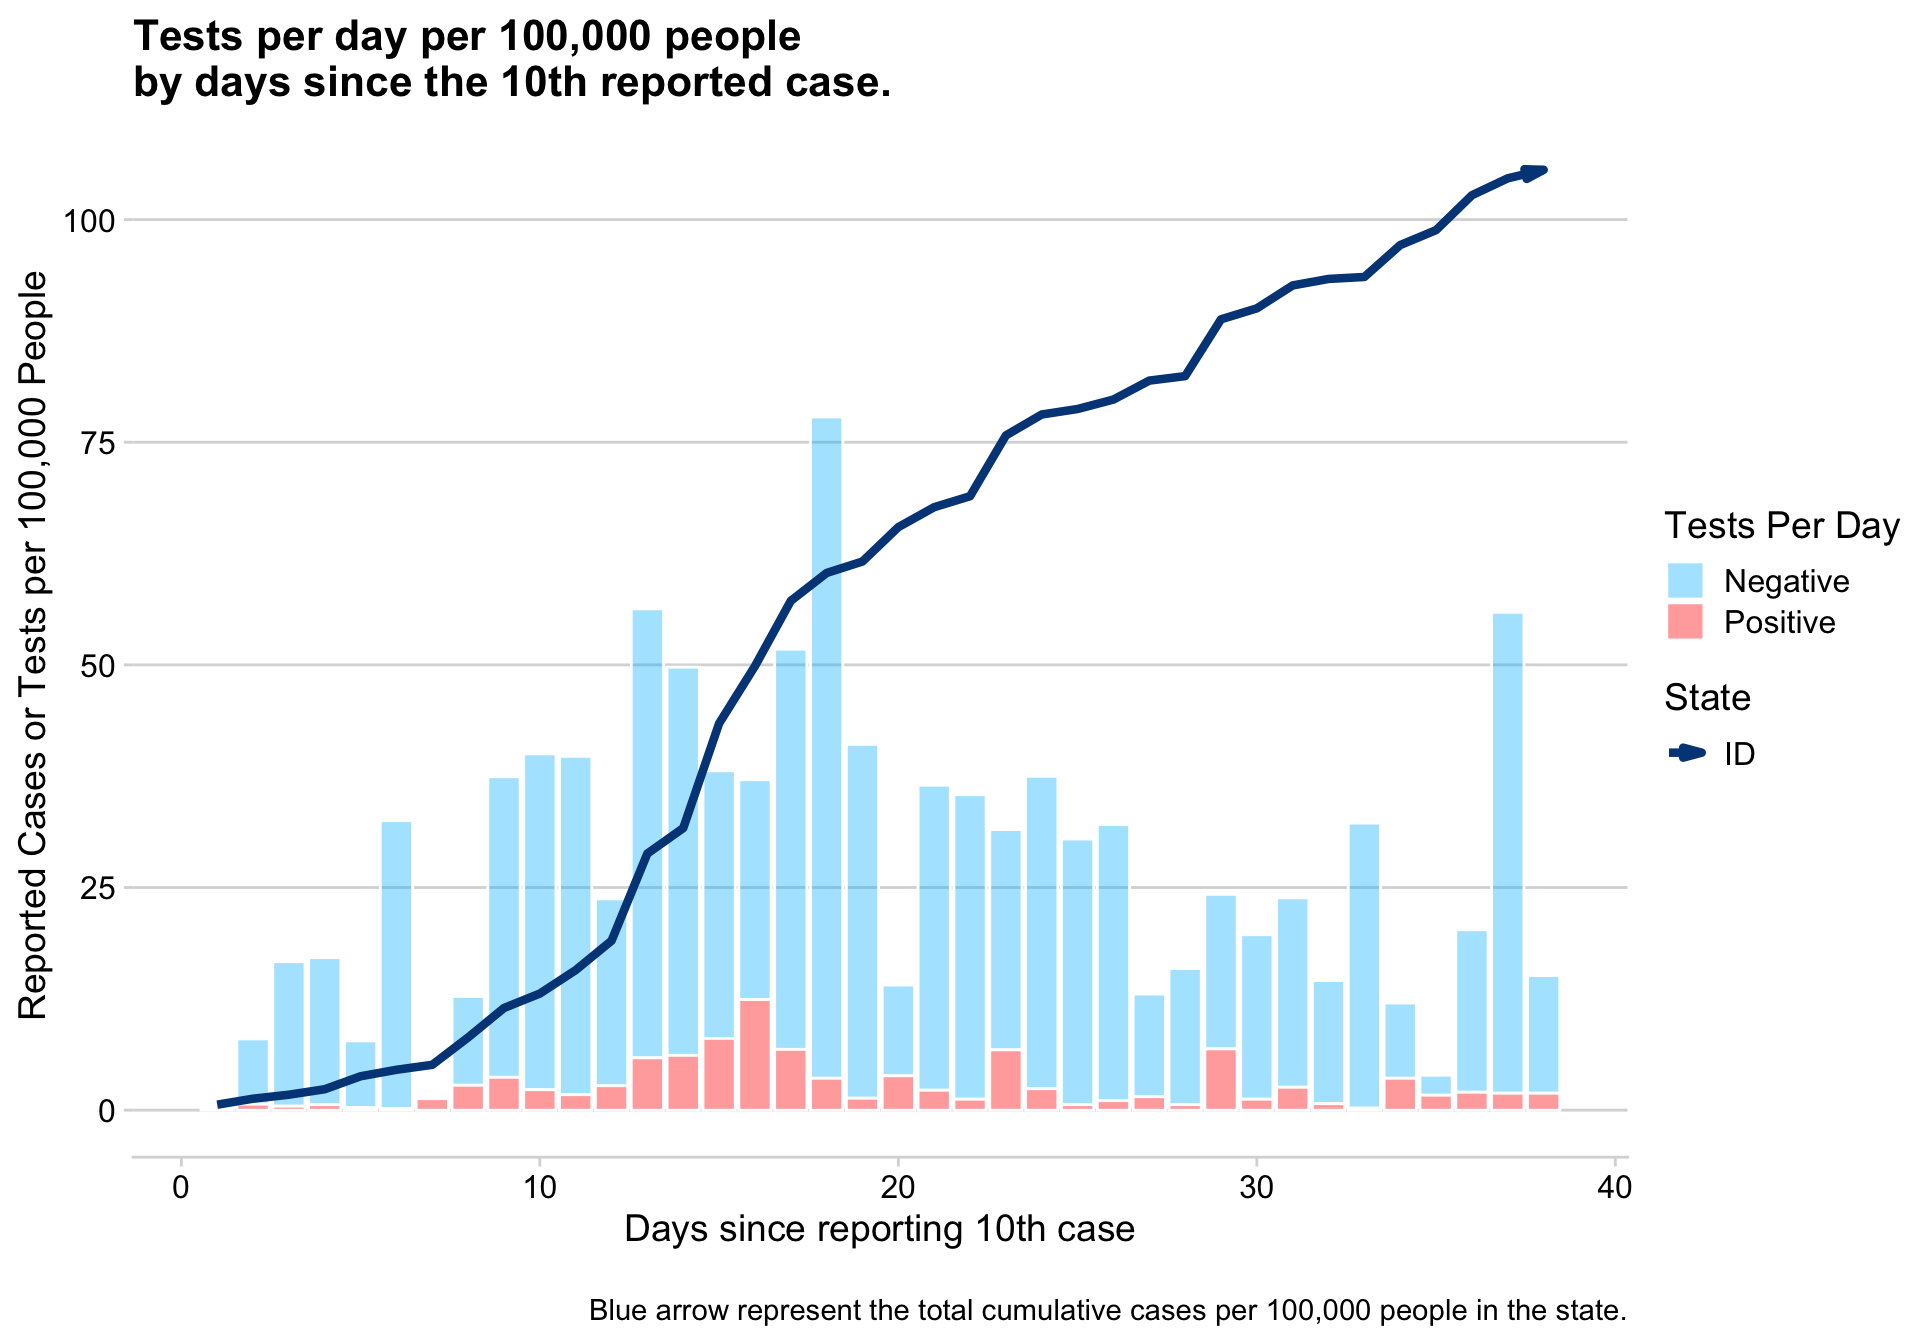 Tests per day per 100,000 people
by days since the 10th reported case.
Reported Cases or Tests per 100,000 People
100
75
50
25
0
0
10
20
30
40
Days since reporting 10th case
Tests Per Day
Negative
Positive
State
ID
Blue arrow represent the total cumulative cases per 100,000 people in the state.